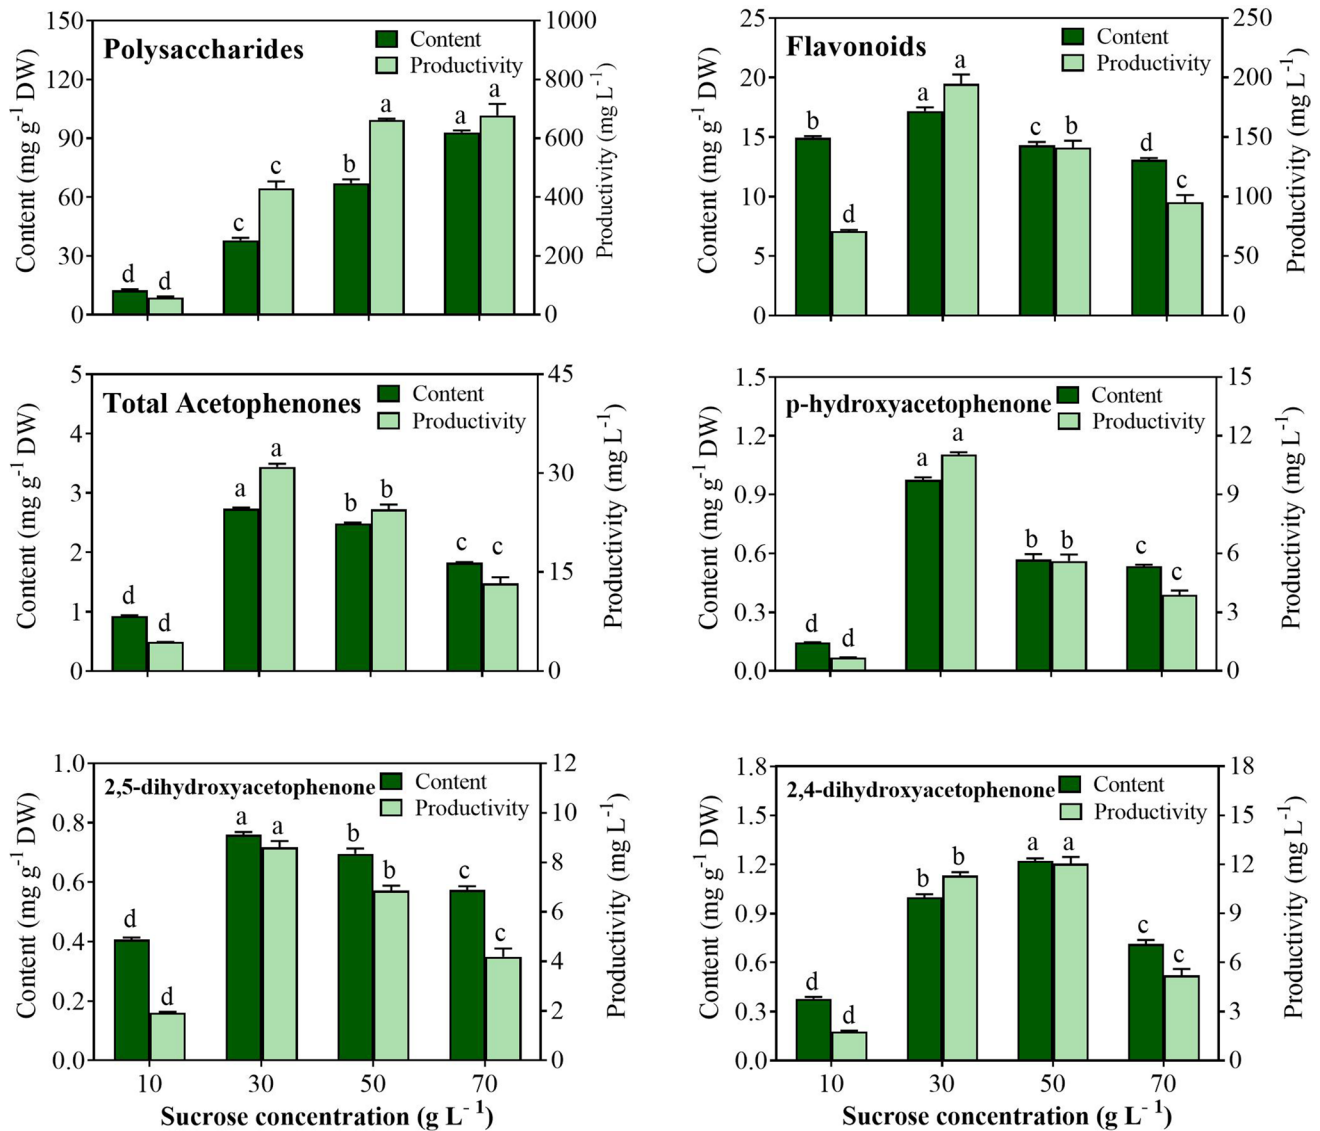 Polysaccharides
Content
Productivity
150
120
90
60
30
0
1000
800
600
400
200
0
Content (mg g-1 DW)
Productivity (mg L-1)
d d c c b a a a
Flavonoids
Content
Productivity
25
20
15
10
5
0
250
200
150
100
50
0
Content (mg g-1 DW)
Productivity (mg L-1)
b d a a c b d c
Total Acetophenones
Content
Productivity
5
4
3
2
1
0
45
30
15
0
Content (mg g-1 DW)
Productivity (mg L-1)
d d a a b b c c
p-hydroxyacetophenone
Content
Productivity
1.5
1.2
0.9
0.6
0.3
0.0
15
12
9
6
3
0
Content (mg g-1 DW)
Productivity (mg L-1)
d d a a b b c c
2,5-dihydroxyacetophenone
Content
Productivity
1.0
0.8
0.6
0.4
0.2
0.0
12
10
8
6
4
2
0
Content (mg g-1 DW)
Productivity (mg L-1)
d d a a b b c c
10 30 50 70
Sucrose concentration (g L-1)
2,4-dihydroxyacetophenone
Content
Productivity
1.8
1.5
1.2
0.9
0.6
0.3
0.0
18
15
12
9
6
3
0
Content (mg g-1 DW)
Productivity (mg L-1)
d d b b a a c c
10 30 50 70
Sucrose concentration (g L-1)